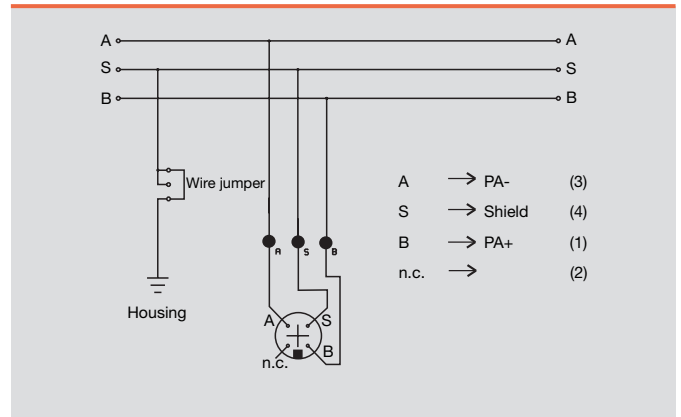 A A
S S
B B
Wire jumper
A → PA- (3)
S → Shield (4)
B → PA+ (1)
n.c. → (2)
A S B
Housing
A S
n.c. B